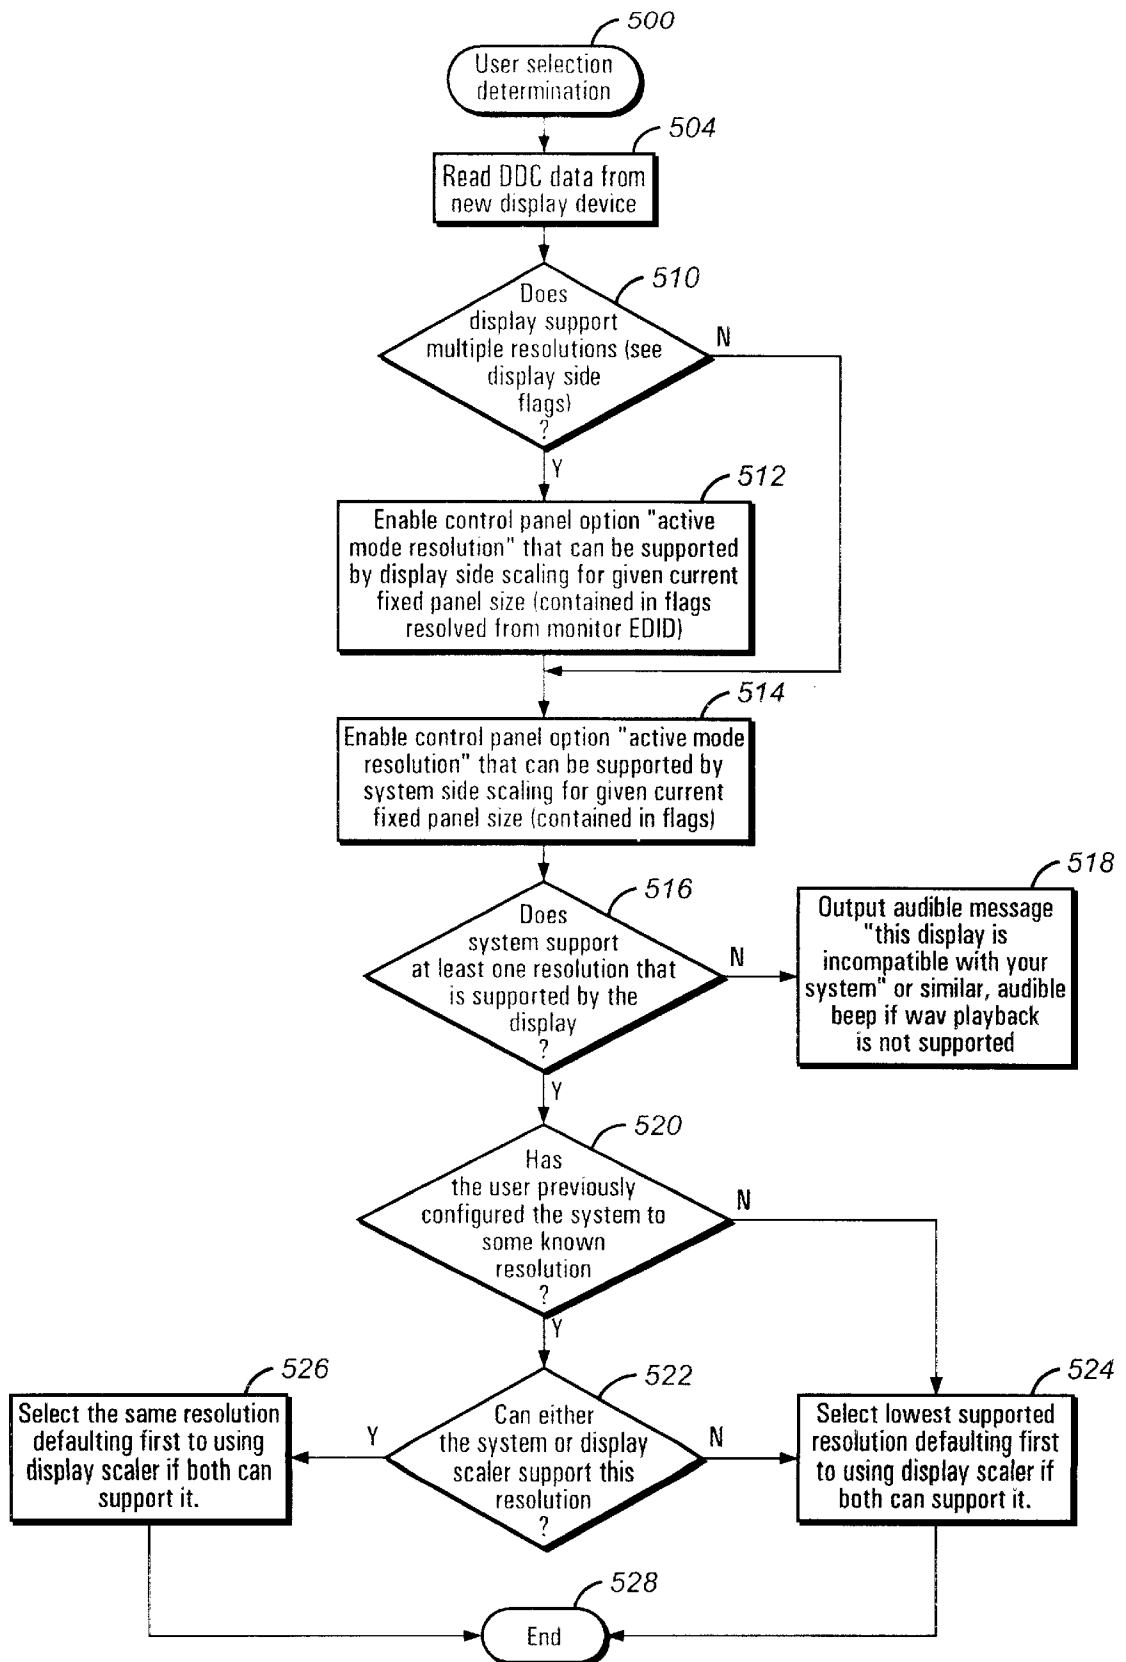 500
User selection
determination
504
Read DDC data from
new display device
510
Does
display support
multiple resolutions (see
display side
flags)
?
N
Y
512
Enable control panel option "active
mode resolution" that can be supported
by display side scaling for given current
fixed panel size (contained in flags
resolved from monitor EDID)
514
Enable control panel option "active mode
resolution" that can be supported by
system side scaling for given current
fixed panel size (contained in flags)
516
Does
system support
at least one resolution that
is supported by the
display
?
N
518
Output audible message
"this display is
incompatible with your
system" or similar, audible
beep if wav playback
is not supported
Y
520
Has
the user previously
configured the system to
some known
resolution
?
N
Y
526
Select the same resolution
defaulting first to using
display scaler if both can
support it.
Y
522
Can either
the system or display
scaler support this
resolution
?
N
524
Select lowest supported
resolution defaulting first
to using display scaler if
both can support it.
528
End